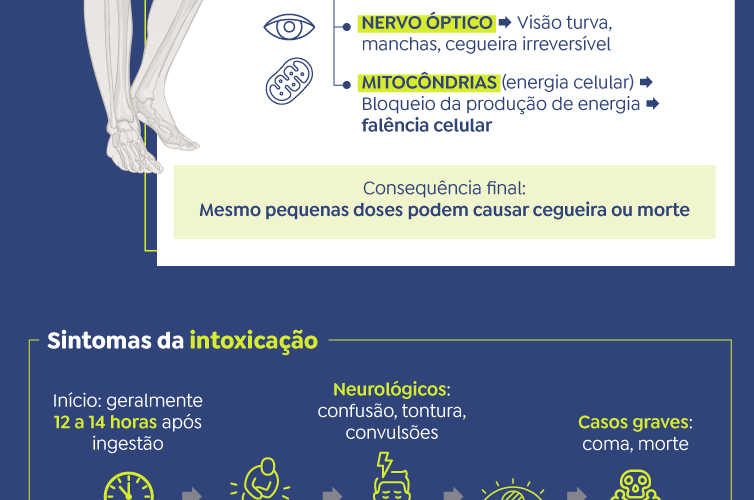 NERVO ÓPTICO ➡ Visão turva,
manchas, cegueira irreversível
MITOCÔNDRIAS (energia celular) ➡
Bloqueio da produção de energia ➡
falência celular
Consequência final:
Mesmo pequenas doses podem causar cegueira ou morte
Sintomas da intoxicação
Início: geralmente
12 a 14 horas após
ingestão
Neurológicos:
confusão, tontura,
convulsões
Casos graves:
coma, morte